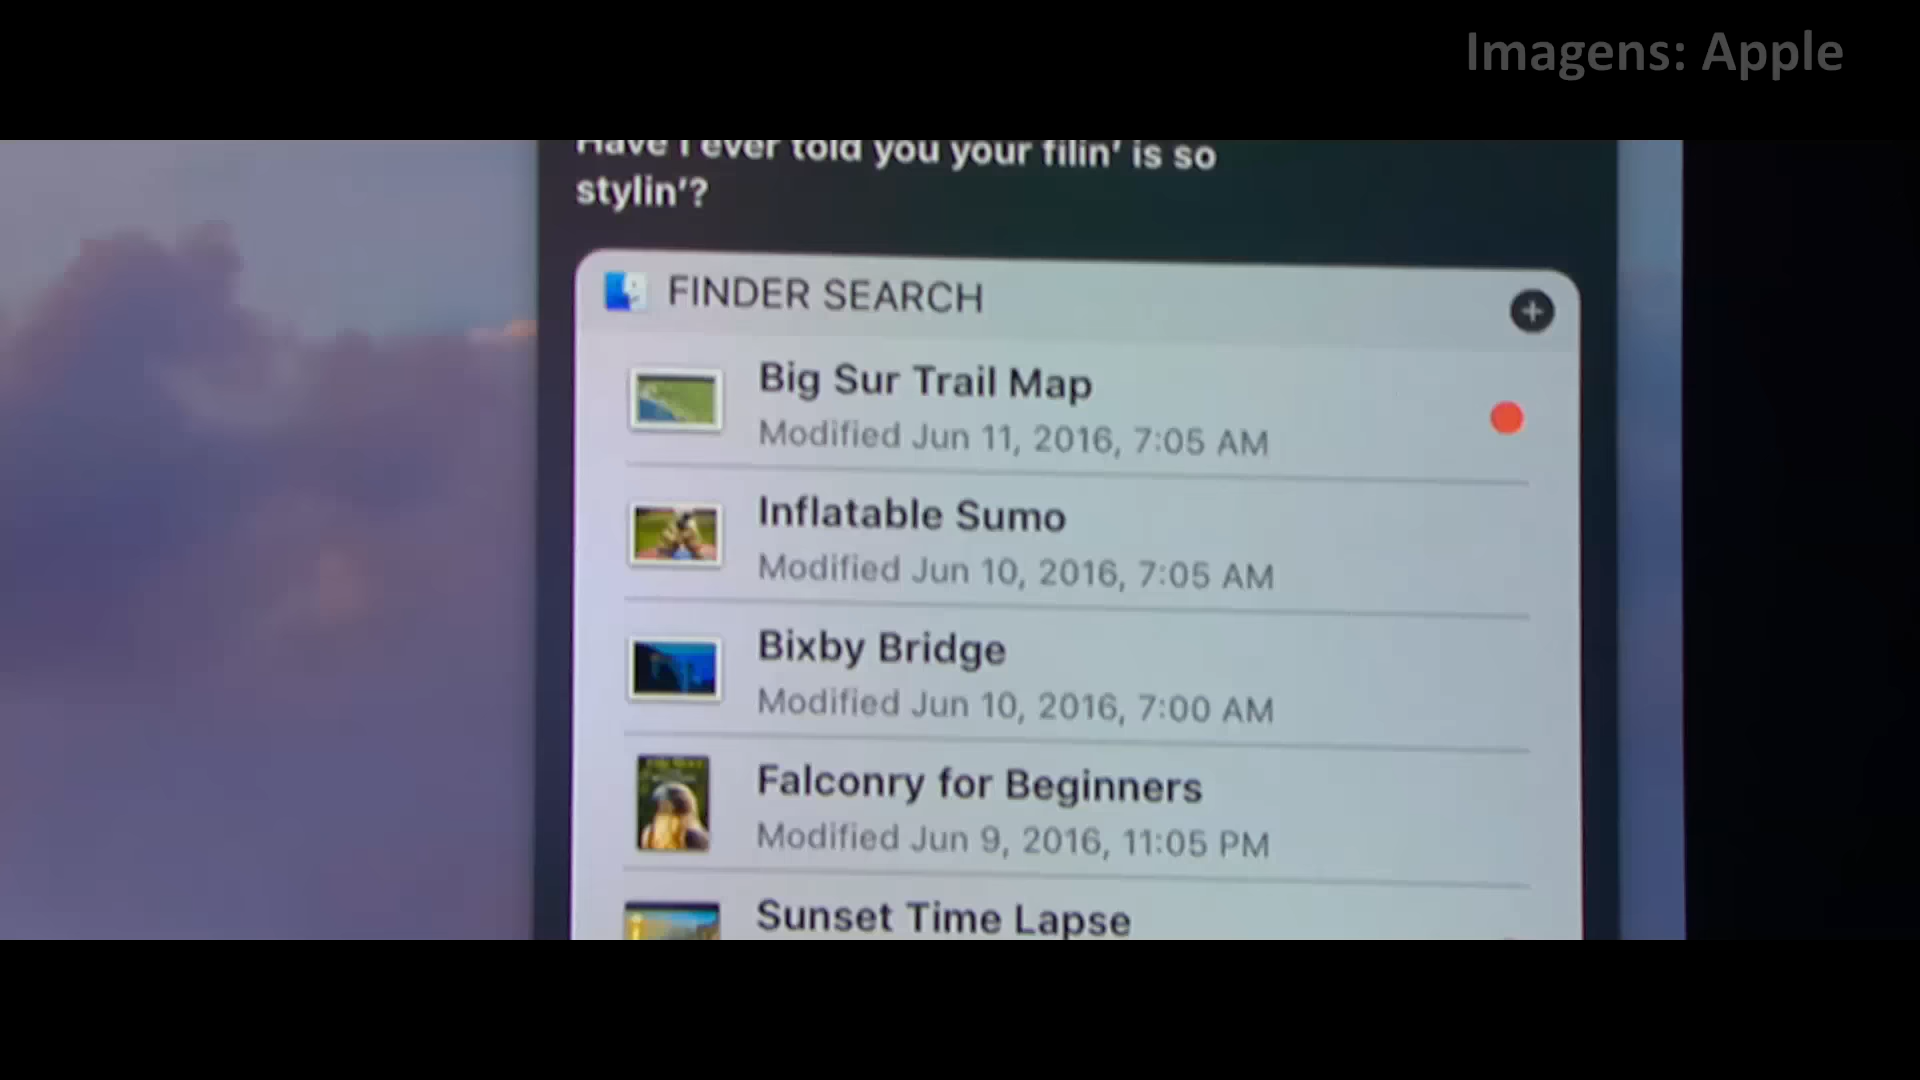 Imagens: Apple
Have I ever told you your filin' is so
stylin'?
FINDER SEARCH
Big Sur Trail Map
Modified Jun 11, 2016, 7:05 AM
Inflatable Sumo
Modified Jun 10, 2016, 7:05 AM
Bixby Bridge
Modified Jun 10, 2016, 7:00 AM
Falconry for Beginners
Modified Jun 9, 2016, 11:05 PM
Sunset Time Lapse